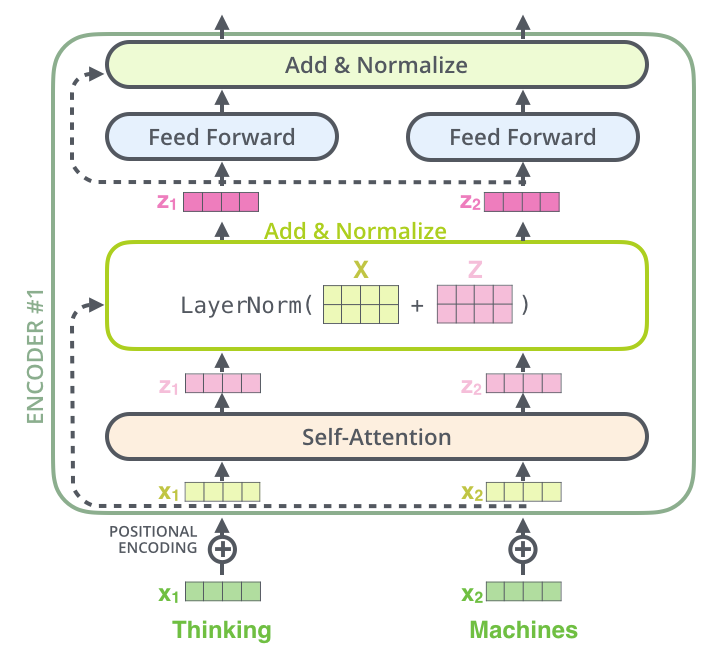 Add & Normalize
Feed Forward
Feed Forward
z1
z2
Add & Normalize
X
Z
LayerNorm(
+
)
ENCODER #1
z1
z2
Self-Attention
x1
x2
POSITIONAL
ENCODING
x1
x2
Thinking
Machines